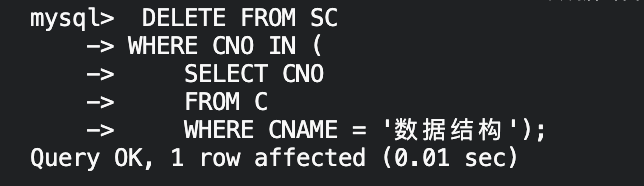 mysql>  DELETE FROM SC
    -> WHERE CNO IN (
    ->     SELECT CNO
    ->     FROM C
    ->     WHERE CNAME = '数据结构');
Query OK, 1 row affected (0.01 sec)